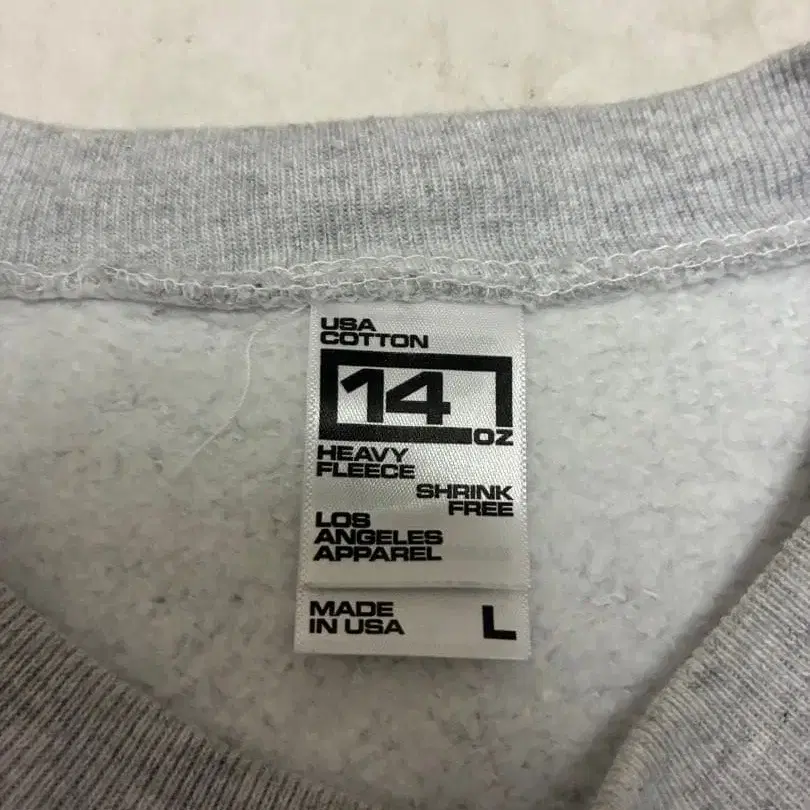 USA
COTTON
14
OZ
HEAVY
FLEECE
SHRINK
FREE
LOS
ANGELES
APPAREL
MADE
IN USA
L